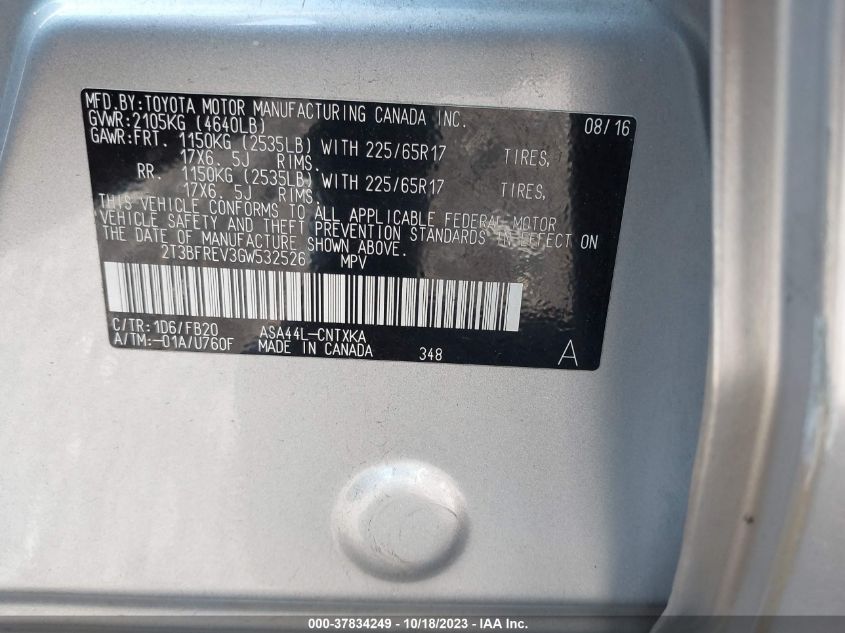 MFD.BY:TOYOTA MOTOR MANUFACTURING CANADA INC. 08/16
GVWR:2105KG (4640LB)
GAWR:FRT. 1150KG (2535LB) WITH 225/65R17 TIRES,
17X6. 5J RIMS.
RR. 1150KG (2535LB) WITH 225/65R17 TIRES,
17X6. 5J RIMS.
THIS VEHICLE CONFORMS TO ALL APPLICABLE FEDERAL MOTOR
VEHICLE SAFETY AND THEFT PREVENTION STANDARDS IN EFFECT ON
THE DATE OF MANUFACTURE SHOWN ABOVE.
2T3BFREV3GW532526 MPV
C/TR:1D6/FB20 ASA44L-CNTXKA
A/TM:-01A/U760F MADE IN CANADA 348 A
000-37834249 - 10/18/2023 - IAA Inc.